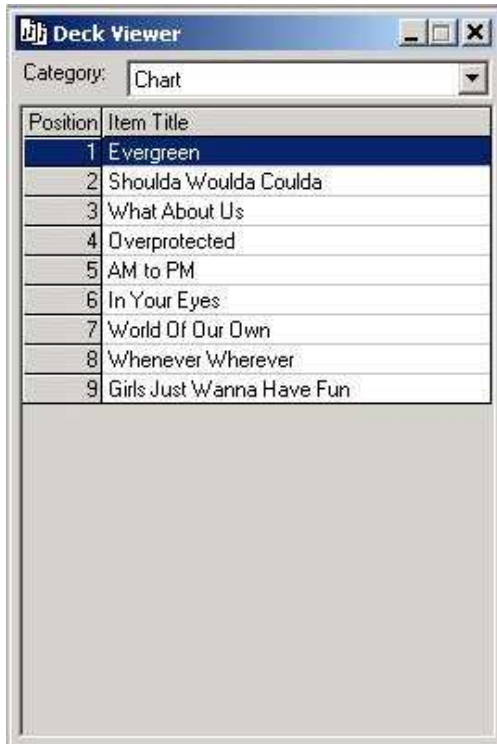 Deck Viewer
Category: Chart
Position Item Title
1 Evergreen
2 Shoulda Woulda Coulda
3 What About Us
4 Overprotected
5 AM to PM
6 In Your Eyes
7 World Of Our Own
8 Whenever Wherever
9 Girls Just Wanna Have Fun